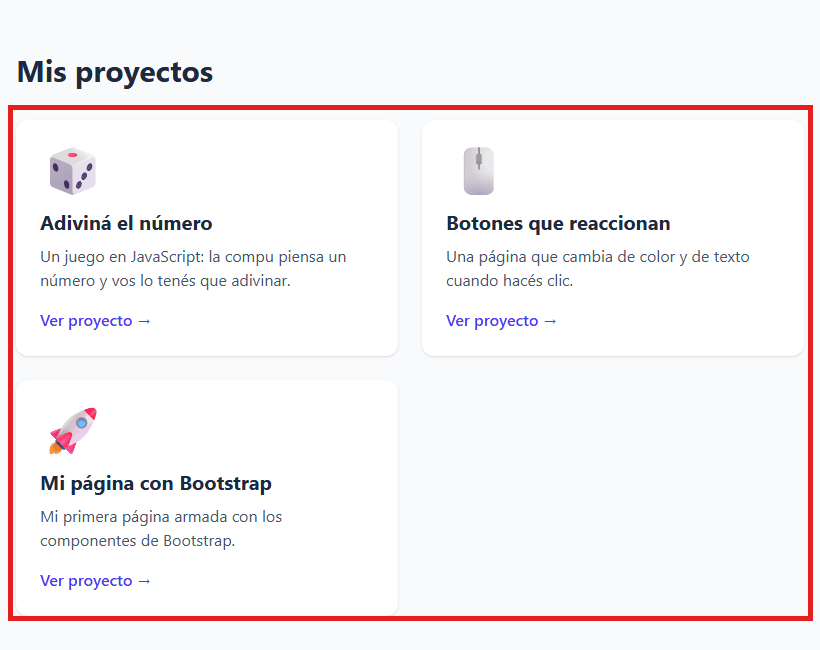 Mis proyectos
Adiviná el número
Un juego en JavaScript: la compu piensa un
número y vos lo tenés que adivinar.
Ver proyecto →
Botones que reaccionan
Una página que cambia de color y de texto
cuando hacés clic.
Ver proyecto →
Mi página con Bootstrap
Mi primera página armada con los
componentes de Bootstrap.
Ver proyecto →